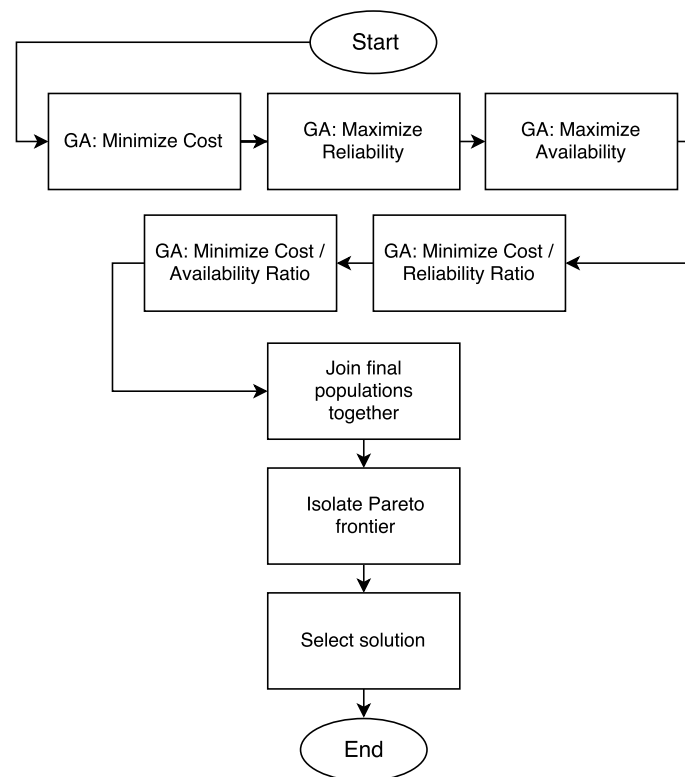 Start
GA: Minimize Cost
GA: Maximize
Reliability
GA: Maximize
Availability
GA: Minimize Cost /
Reliability Ratio
GA: Minimize Cost /
Availability Ratio
Join final
populations
together
Isolate Pareto
frontier
Select solution
End